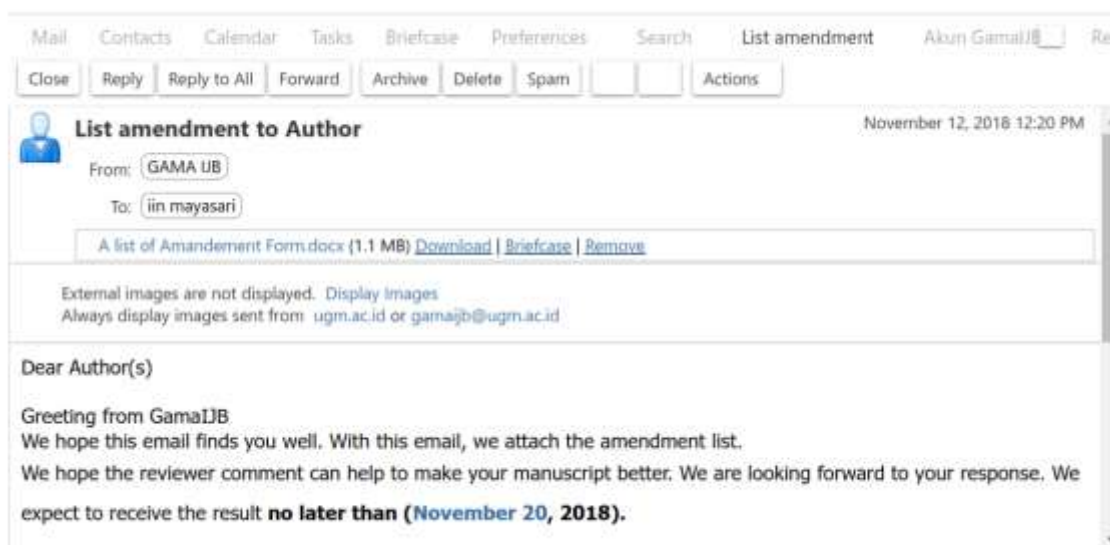 Mail Contacts Calendar Tasks Briefcase Preferences Search List amendment Akun GamaIJB Re
Close Reply Reply to All Forward Archive Delete Spam Actions
List amendment to Author November 12, 2018 12:20 PM
From: GAMA IJB
To: iin mayasari
A list of Amandement Form.docx (1.1 MB) Download | Briefcase | Remove
External images are not displayed. Display Images
Always display images sent from ugm.ac.id or gamaijb@ugm.ac.id
Dear Author(s)
Greeting from GamaIJB
We hope this email finds you well. With this email, we attach the amendment list.
We hope the reviewer comment can help to make your manuscript better. We are looking forward to your response. We
expect to receive the result no later than (November 20, 2018).